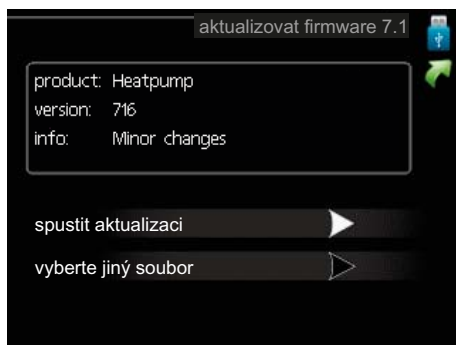 aktualizovat firmware 7.1
product: Heatpump
version: 716
info: Minor changes
spustit aktualizaci
vyberte jiný soubor